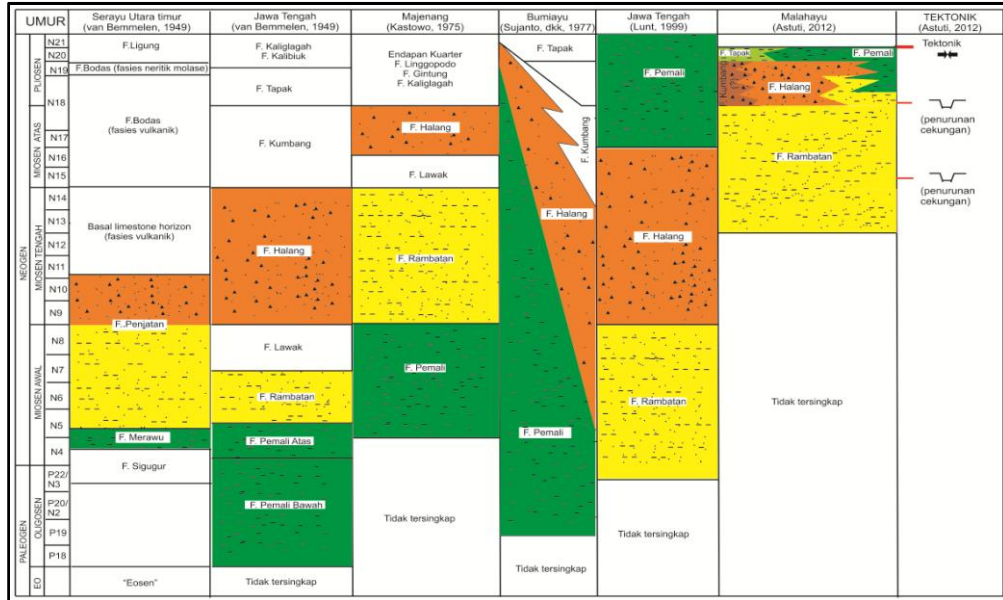 UMUR
Serayu Utara timur
(van Bemmelen, 1949)
Jawa Tengah
(van Bemmelen, 1949)
Majenang
(Kastowo, 1975)
Bumiayu
(Sujanto, dkk, 1977)
Jawa Tengah
(Lunt, 1999)
Malahayu
(Astuti, 2012)
TEKTONIK
(Astuti, 2012)
NEOGEN
PALEOGEN
PLIOSEN
MIOSEN ATAS
MIOSEN TENGAH
MIOSEN AWAL
OLIGOSEN
EO
N21
N20
N19
N18
N17
N16
N15
N14
N13
N12
N11
N10
N9
N8
N7
N6
N5
N4
P22/
N3
P20/
N2
P19
P18
F.Ligung
F.Bodas (fasies neritik molase)
F.Bodas
(fasies vulkanik)
Basal limestone horizon
(fasies vulkanik)
F..Penjatan
F. Merawu
F. Sigugur
"Eosen"
F. Kaliglagah
F. Kalibiuk
F. Tapak
F. Kumbang
F. Halang
F. Lawak
F. Rambatan
F. Pemali Atas
F. Pemali Bawah
Tidak tersingkap
Endapan Kuarter
F. Linggopodo
F. Gintung
F. Kaliglagah
F. Halang
F. Lawak
F. Rambatan
F. Pemali
Tidak tersingkap
F. Tapak
F. Kumbang
F. Halang
F. Pemali
Tidak tersingkap
F. Pemali
F. Halang
F. Rambatan
Tidak tersingkap
F. Tapak
F. Pemali
F. Kumbang
(?)
F. Halang
F. Rambatan
Tidak tersingkap
Tektonik
(penurunan
cekungan)
(penurunan
cekungan)